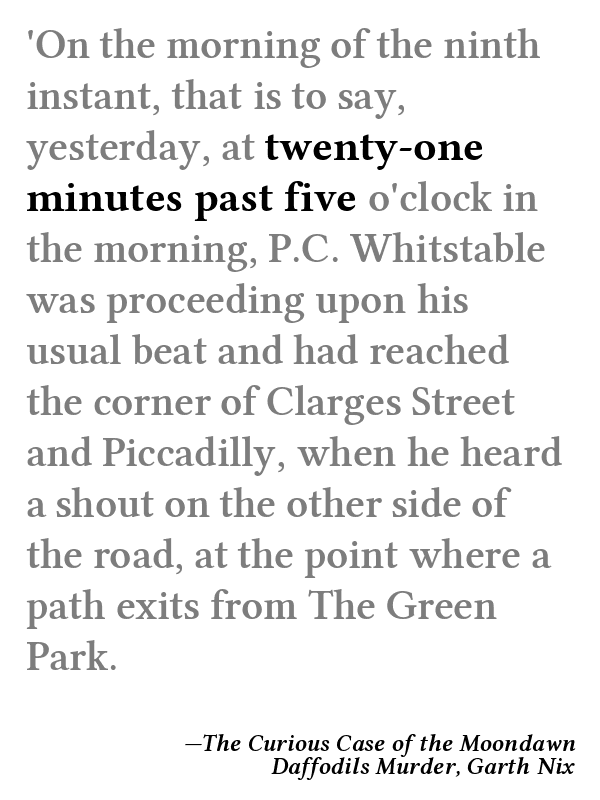 'On the morning of the ninth
instant, that is to say,
yesterday, at twenty-one
minutes past five o'clock in
the morning, P.C. Whitstable
was proceeding upon his
usual beat and had reached
the corner of Clarges Street
and Piccadilly, when he heard
a shout on the other side of
the road, at the point where a
path exits from The Green
Park.
—The Curious Case of the Moondawn
Daffodils Murder, Garth Nix